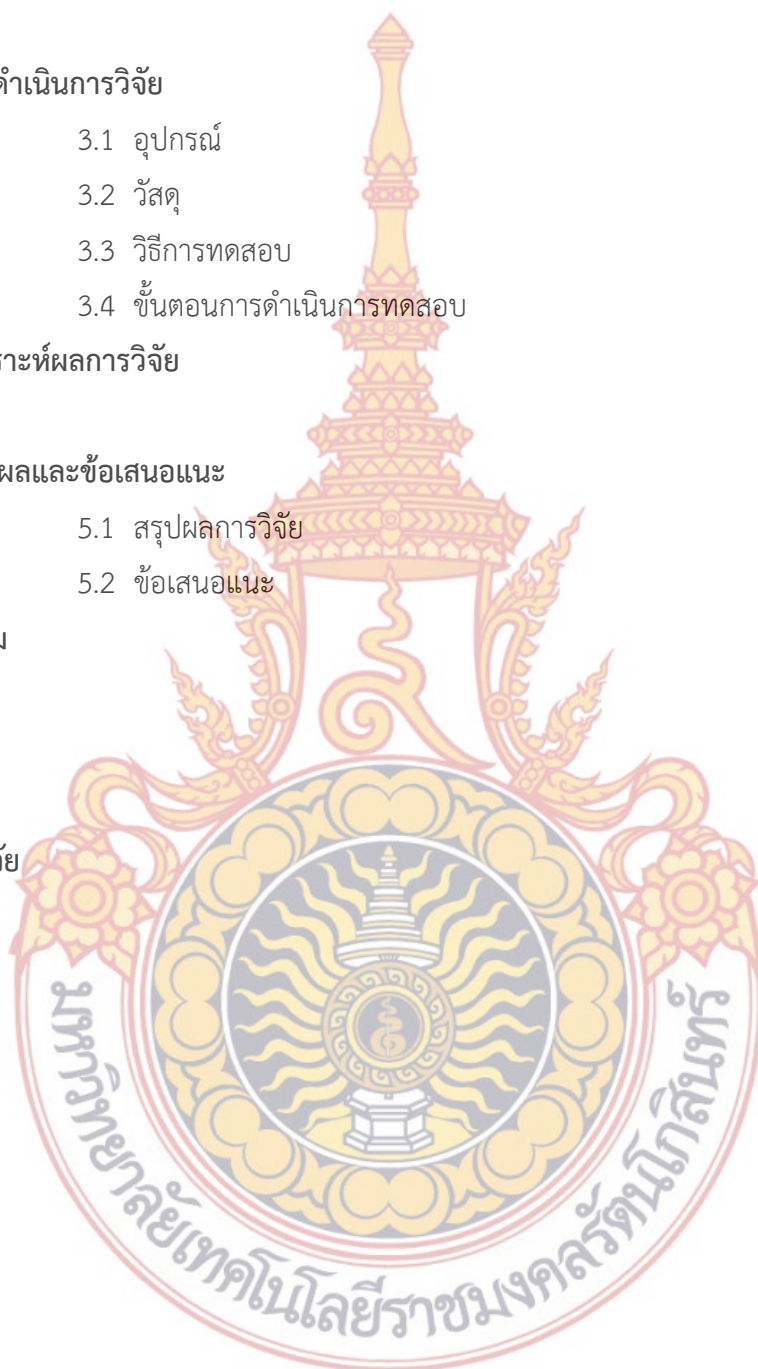 ดำเนินการวิจัย
3.1 อุปกรณ์
3.2 วัสดุ
3.3 วิธีการทดสอบ
3.4 ขั้นตอนการดำเนินการทดสอบ
ราะห์ผลการวิจัย
ผลและข้อเสนอแนะ
5.1 สรุปผลการวิจัย
5.2 ข้อเสนอแนะ
ม
จัย
มหาวิทยาลัยเทคโนโลยีราชมงคลรัตนโกสินทร์